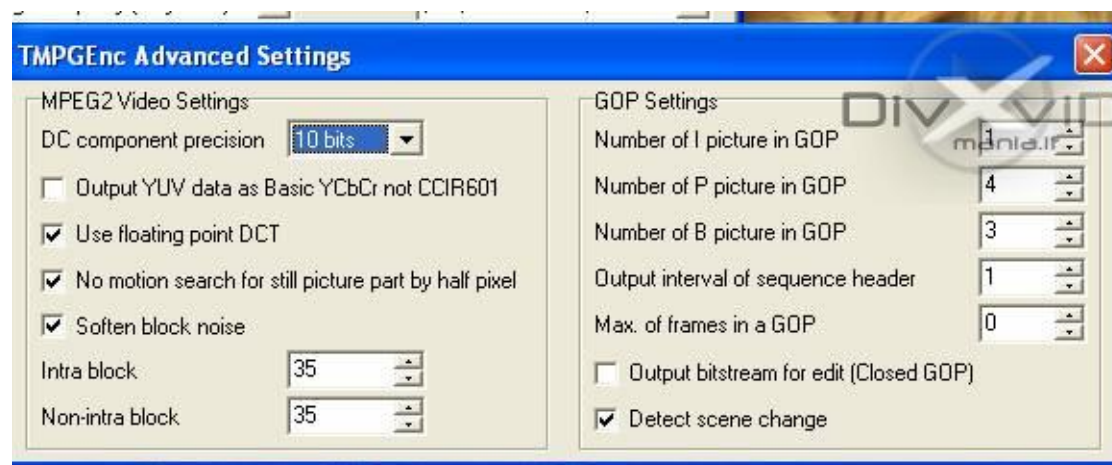 TMPGEnc Advanced Settings
MPEG2 Video Settings
DC component precision 10 bits
Output YUV data as Basic YCbCr not CCIR601
Use floating point DCT
No motion search for still picture part by half pixel
Soften block noise
Intra block 35
Non-intra block 35
GOP Settings
Number of I picture in GOP 1
Number of P picture in GOP 4
Number of B picture in GOP 3
Output interval of sequence header 1
Max. of frames in a GOP 0
Output bitstream for edit (Closed GOP)
Detect scene change
DivXviD
mania.it